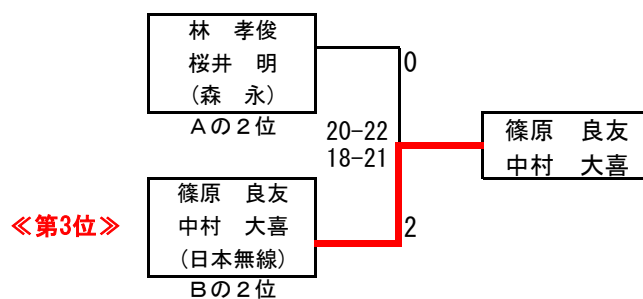 林　孝俊
桜井　明
(森　永)
Aの２位
0
20-22
18-21
篠原　良友
中村　大喜
≪第3位≫
篠原　良友
中村　大喜
(日本無線)
Bの２位
2